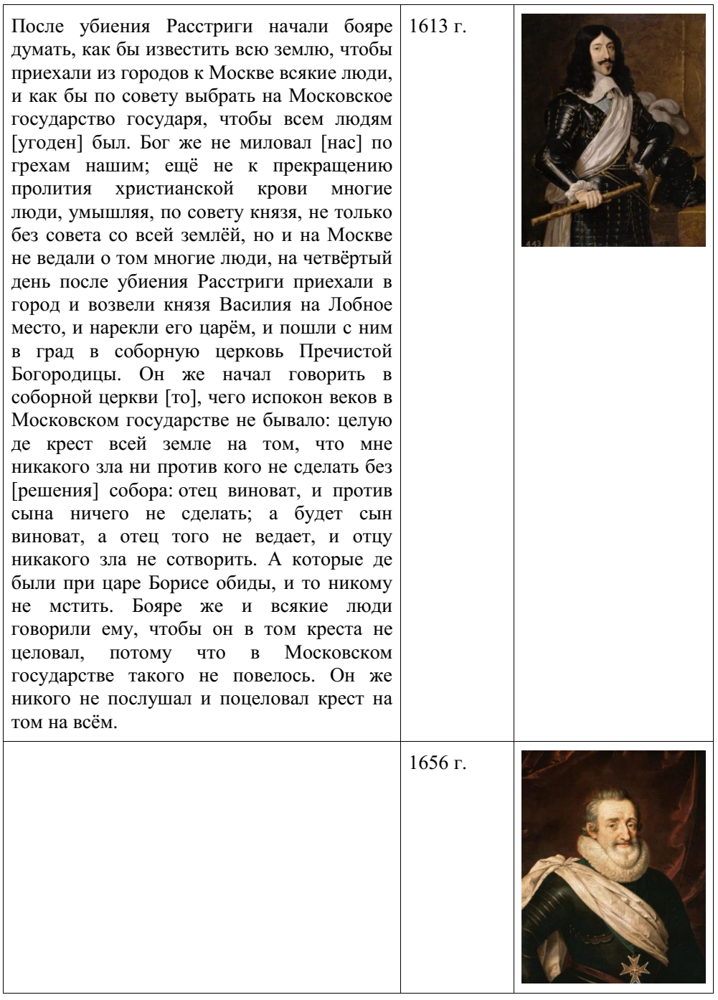 После убиения Расстриги начали бояре
думать, как бы известить всю землю, чтобы
приехали из городов к Москве всякие люди,
и как бы по совету выбрать на Московское
государство государя, чтобы всем людям
[угоден] был. Бог же не миловал [нас] по
грехам нашим; ещё не к прекращению
пролития христианской крови многие
люди, умышляя, по совету князя, не только
без совета со всей землёй, но и на Москве
не ведали о том многие люди, на четвёртый
день после убиения Расстриги приехали в
город и возвели князя Василия на Лобное
место, и нарекли его царём, и пошли с ним
в град в соборную церковь Пречистой
Богородицы. Он же начал говорить в
соборной церкви [то], чего испокон веков в
Московском государстве не бывало: целую
де крест всей земле на том, что мне
никакого зла ни против кого не сделать без
[решения] собора: отец виноват, и против
сына ничего не сделать; а будет сын
виноват, а отец того не ведает, и отцу
никакого зла не сотворить. А которые де
были при царе Борисе обиды, и то никому
не мстить. Бояре же и всякие люди
говорили ему, чтобы он в том креста не
целовал, потому что в Московском
государстве такого не повелось. Он же
никого не послушал и поцеловал крест на
том на всём.
1613 г.
443
1656 г.